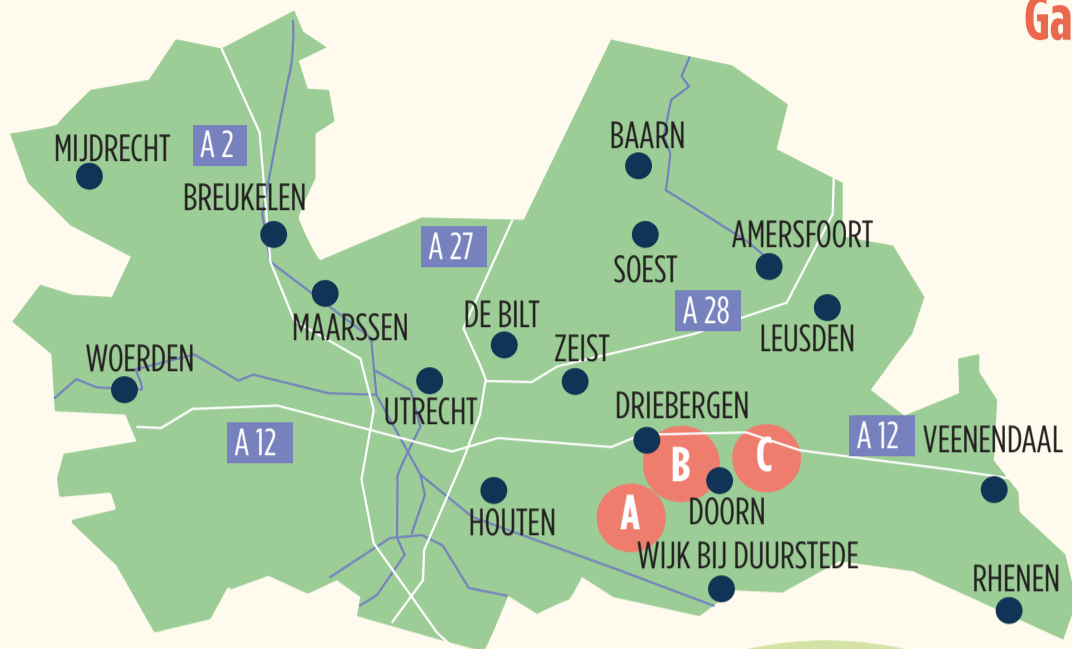 Ga
BAARN
MIJDRECHT
A 2
BREUKELEN
A 27
AMERSFOORT
SOEST
A 28
MAARSSEN
DE BILT
LEUSDEN
ZEIST
WOERDEN
UTRECHT
DRIEBERGEN
A 12
A 12
VEENENDAAL
B
C
A
DOORN
HOUTEN
WIJK BIJ DUURSTEDE
RHENEN